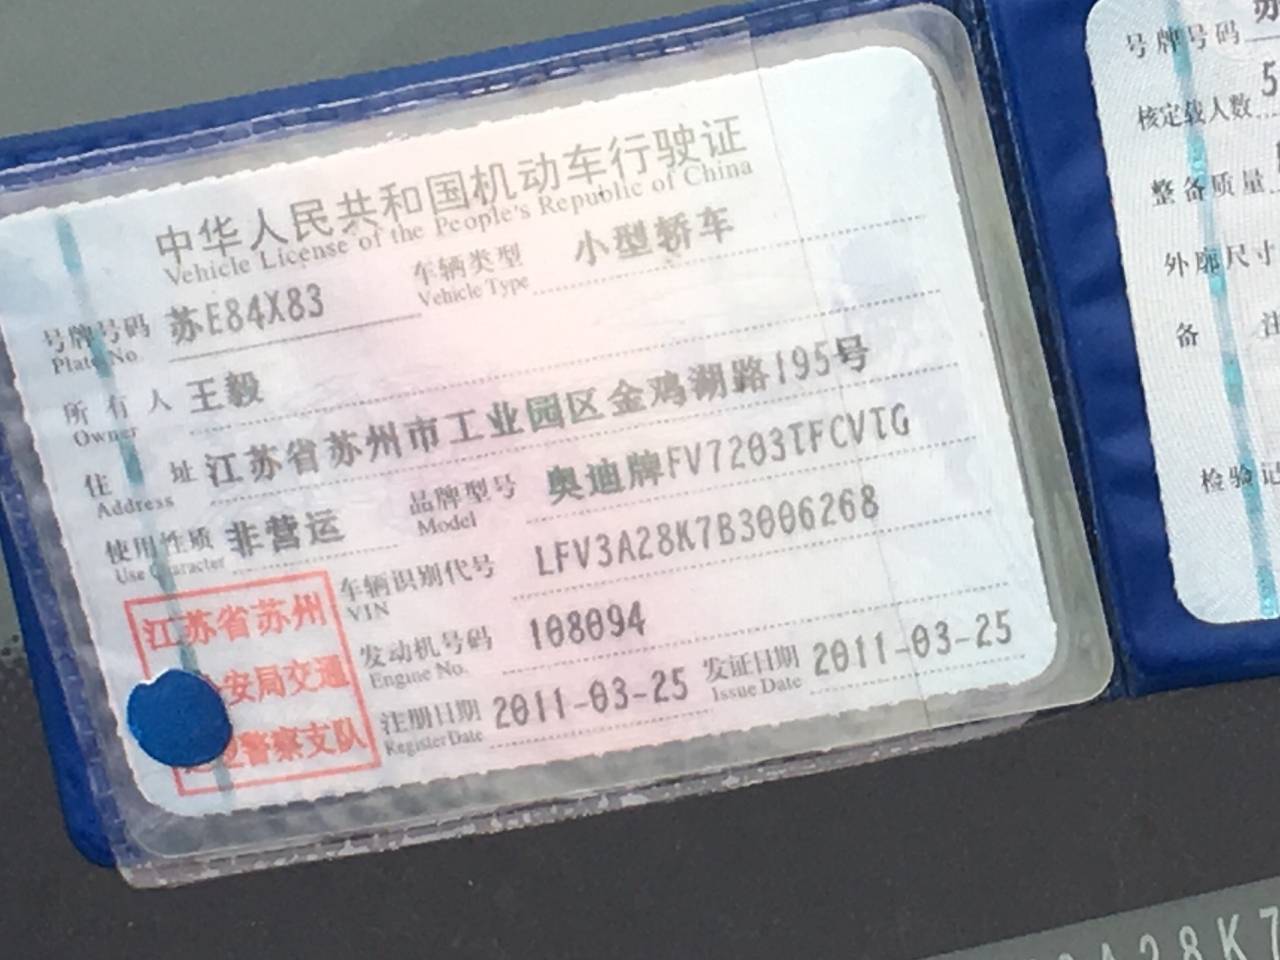 中华人民共和国机动车行驶证
Vehicle License of the People's Republic of China
号牌号码 苏E84X83 车辆类型 小型轿车
Plate No. Vehicle Type
所有人 王毅
Owner
住址 江苏省苏州市工业园区金鸡湖路195号
Address
使用性质 非营运 品牌型号 奥迪牌FV7203TFCVTG
Use Character Model
车辆识别代号 LFV3A28K7B3006268
VIN
发动机号码 108094
Engine No.
注册日期 2011-03-25 发证日期 2011-03-25
Register Date Issue Date
江苏省苏州
安局交通
警察支队
号牌号码 苏
核定载人数 5
整备质量
外廓尺寸
备 注
检验记
A28K7